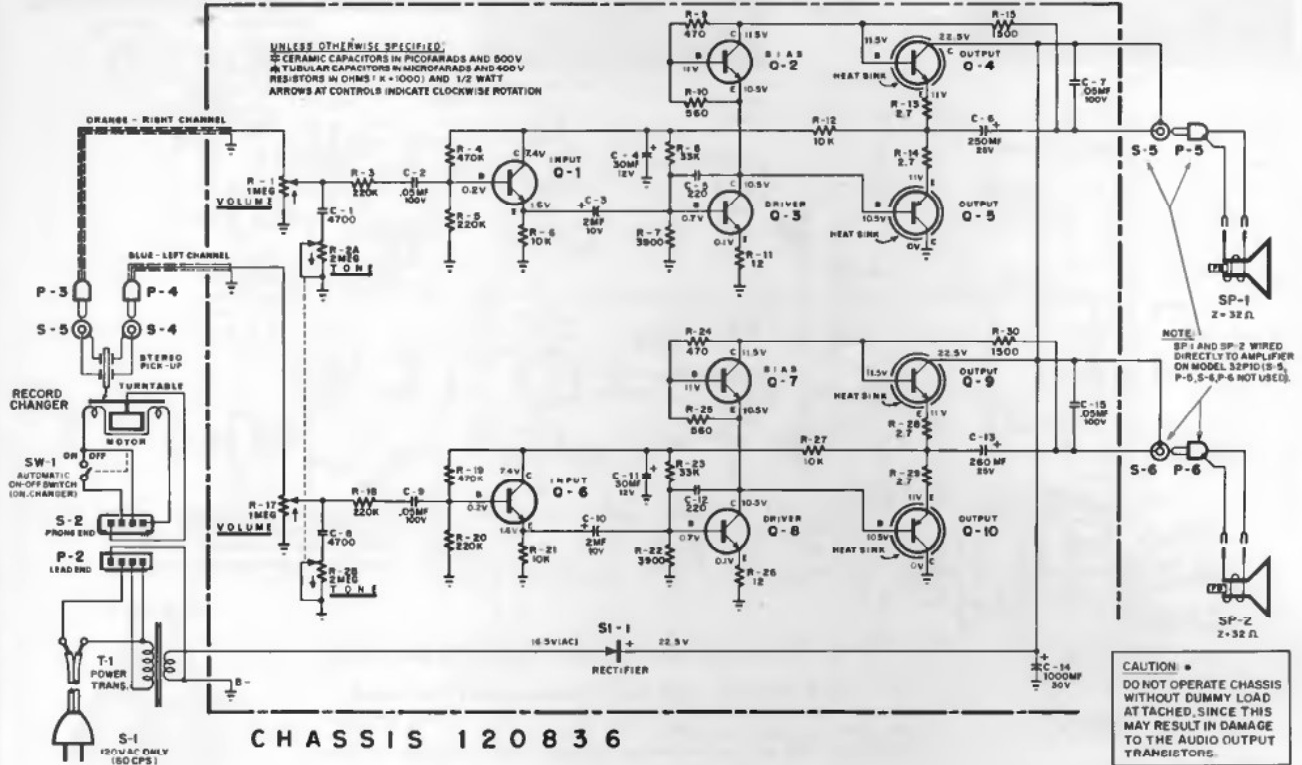 UNLESS OTHERWISE SPECIFIED:
CERAMIC CAPACITORS IN PICOFARADS AND 500V
TUBULAR CAPACITORS IN MICROFARADS AND 400V
RESISTORS IN OHMS (K=1000) AND 1/2 WATT
ARROWS AT CONTROLS INDICATE CLOCKWISE ROTATION
ORANGE - RIGHT CHANNEL
R-1
1MEG
VOLUME
R-3
220K
C-1
4700
R-2A
2MEG
TONE
C-2
.05MF
100V
R-4
470K
R-5
220K
C 7.4V
B
0.2V
INPUT
Q-1
1.6V
E
R-6
10K
C-3
2MF
10V
C-4
30MF
12V
R-6
33K
C-5
220
R-7
3900
B
0.7V
C
10.5V
DRIVER
Q-3
0.1V
E
R-11
12
R-9
470
C
11.5V
11V
B
BIAS
Q-2
R-10
560
E
10.5V
R-12
10K
R-15
1500
11.5V
B
22.5V
C
OUTPUT
Q-4
HEAT SINK
E
11V
R-13
2.7
R-14
2.7
C-6
250MF
25V
C-7
.05MF
100V
11V
E
B
10.5V
OUTPUT
Q-5
HEAT SINK
0V
C
S-5
P-5
SP-1
Z=32Ω
NOTE:
SP-1 AND SP-2 WIRED
DIRECTLY TO AMPLIFIER
ON MODEL 32P10 (S-5,
P-5, S-6, P-6 NOT USED).
BLUE - LEFT CHANNEL
P-3
P-4
S-5
S-4
STEREO
PICK-UP
RECORD
CHANGER
TURNTABLE
MOTOR
ON
OFF
SW-1
AUTOMATIC
ON-OFF SWITCH
(ON CHANGER)
S-2
PHONO END
P-2
LEAD END
R-17
1MEG
VOLUME
R-18
220K
C-8
4700
R-2B
2MEG
TONE
C-9
.05MF
100V
R-19
470K
R-20
220K
7.4V
C
B
0.2V
INPUT
Q-6
1.6V
E
R-21
10K
C-10
2MF
10V
C-11
30MF
12V
R-23
33K
C-12
220
R-22
3900
B
0.7V
C
10.5V
DRIVER
Q-8
0.1V
E
R-26
12
R-24
470
C
11.5V
11V
B
BIAS
Q-7
R-25
560
E
10.5V
R-27
10K
R-30
1500
11.5V
B
22.5V
C
OUTPUT
Q-9
HEAT SINK
E
11V
R-28
2.7
R-29
2.7
C-13
260MF
25V
C-15
.05MF
100V
11V
E
B
10.5V
OUTPUT
Q-10
HEAT SINK
0V
C
S-6
P-6
SP-2
Z=32Ω
16.5V(AC)
SI-1
22.5V
RECTIFIER
C-14
1000MF
T-1
POWER
TRANS.
B-
S-1
120VAC ONLY
(60CPS)
CHASSIS 120836
CAUTION:
DO NOT OPERATE CHASSIS
WITHOUT DUMMY LOAD
ATTACHED, SINCE THIS
MAY RESULT IN DAMAGE
TO THE AUDIO OUTPUT
TRANSISTORS.